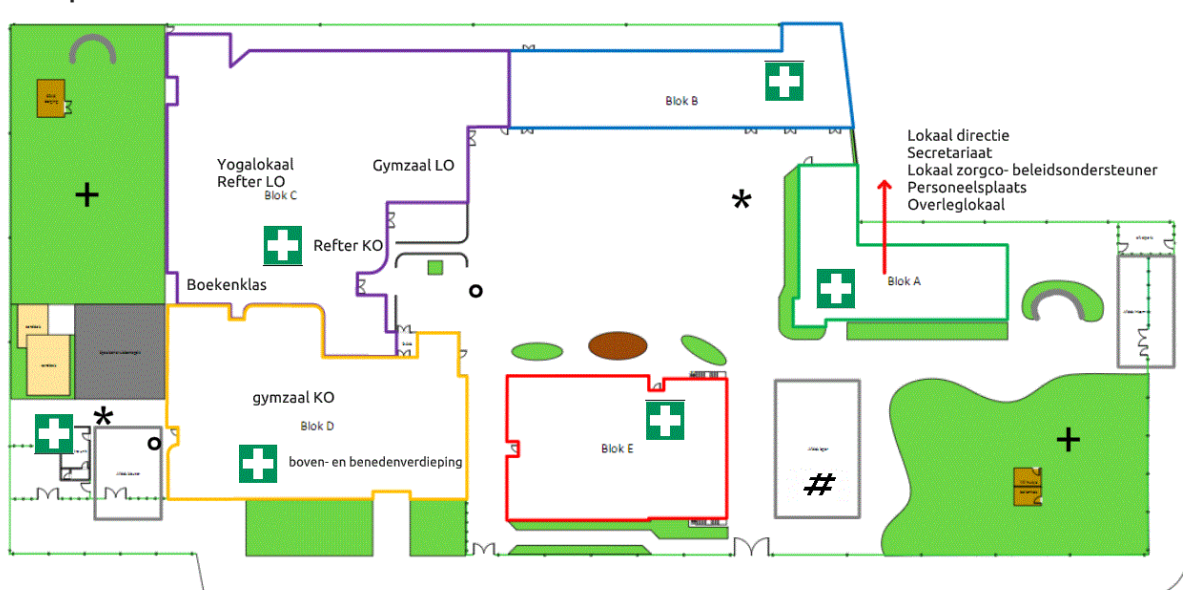 Blok B
Lokaal directie
Secretariaat
Lokaal zorgco- beleidsondersteuner
Personeelsplaats
Overleglokaal
Yogalokaal
Refter LO
Blok C
Gymzaal LO
*
+
Refter KO
Blok A
Boekenklas
gymzaal KO
Blok D
boven- en benedenverdieping
*
Blok E
+
#